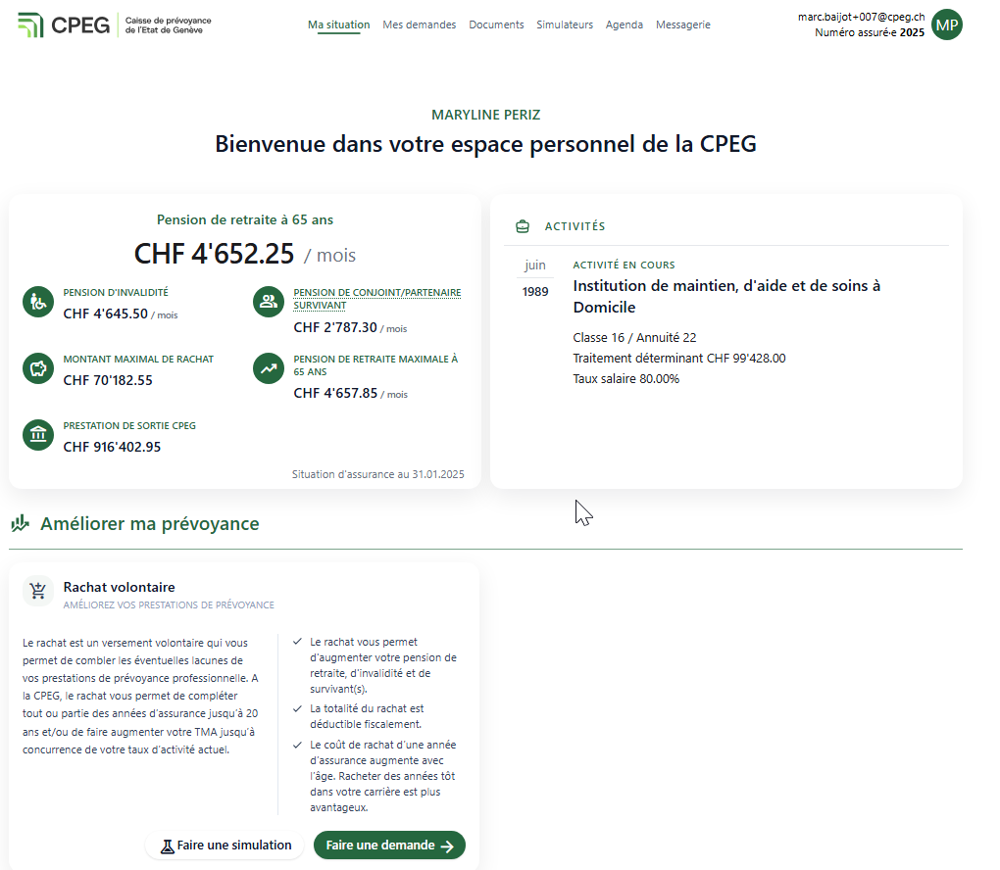 CPEG
Caisse de prévoyance
de l'Etat de Genève
Ma situation
Mes demandes
Documents
Simulateurs
Agenda
Messagerie
marc.baijot+007@cpeg.ch
Numéro assuré·e 2025
MP
MARYLINE PERIZ
Bienvenue dans votre espace personnel de la CPEG
Pension de retraite à 65 ans
CHF 4'652.25 / mois
PENSION D'INVALIDITÉ
CHF 4'645.50 / mois
PENSION DE CONJOINT/PARTENAIRE
SURVIVANT
CHF 2'787.30 / mois
MONTANT MAXIMAL DE RACHAT
CHF 70'182.55
PENSION DE RETRAITE MAXIMALE À
65 ANS
CHF 4'657.85 / mois
PRESTATION DE SORTIE CPEG
CHF 916'402.95
Situation d'assurance au 31.01.2025
ACTIVITÉS
juin
1989
ACTIVITÉ EN COURS
Institution de maintien, d'aide et de soins à
Domicile
Classe 16 / Annuité 22
Traitement déterminant CHF 99'428.00
Taux salaire 80.00%
Améliorer ma prévoyance
Rachat volontaire
AMÉLIOREZ VOS PRESTATIONS DE PRÉVOYANCE
Le rachat est un versement volontaire qui vous
permet de combler les éventuelles lacunes de
vos prestations de prévoyance professionnelle. A
la CPEG, le rachat vous permet de compléter
tout ou partie des années d'assurance jusqu'à 20
ans et/ou de faire augmenter votre TMA jusqu'à
concurrence de votre taux d'activité actuel.
Le rachat vous permet
d'augmenter votre pension de
retraite, d'invalidité et de
survivant(s).
La totalité du rachat est
déductible fiscalement.
Le coût de rachat d'une année
d'assurance augmente avec
l'âge. Racheter des années tôt
dans votre carrière est plus
avantageux.
Faire une simulation
Faire une demande